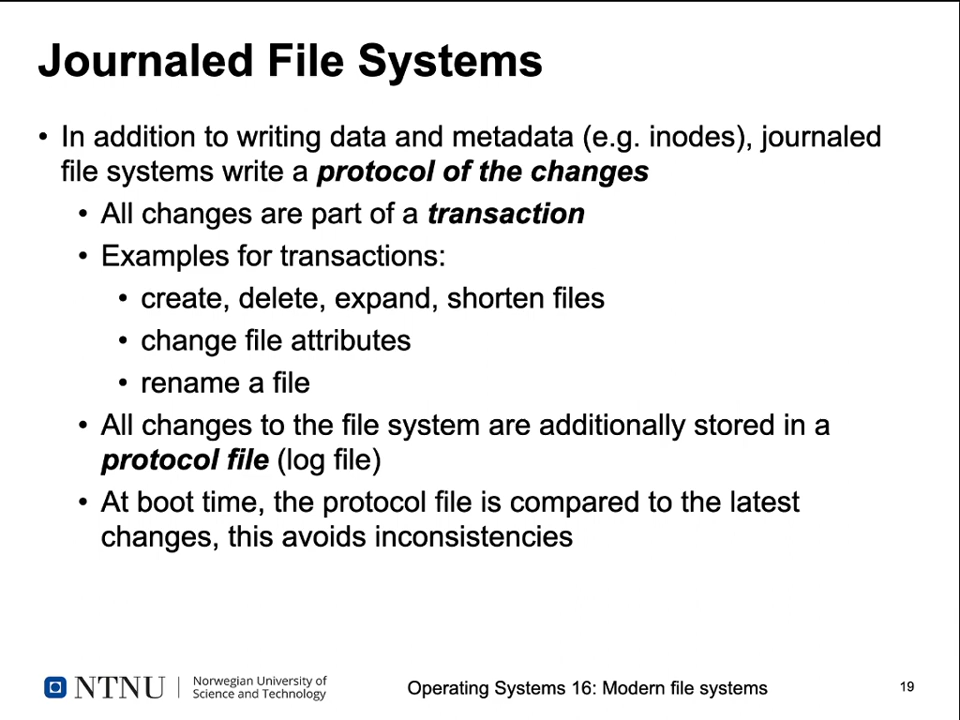 Journaled File Systems
• In addition to writing data and metadata (e.g. inodes), journaled
file systems write a protocol of the changes
• All changes are part of a transaction
• Examples for transactions:
• create, delete, expand, shorten files
• change file attributes
• rename a file
• All changes to the file system are additionally stored in a
protocol file (log file)
• At boot time, the protocol file is compared to the latest
changes, this avoids inconsistencies
NTNU
Norwegian University of
Science and Technology
Operating Systems 16: Modern file systems
19